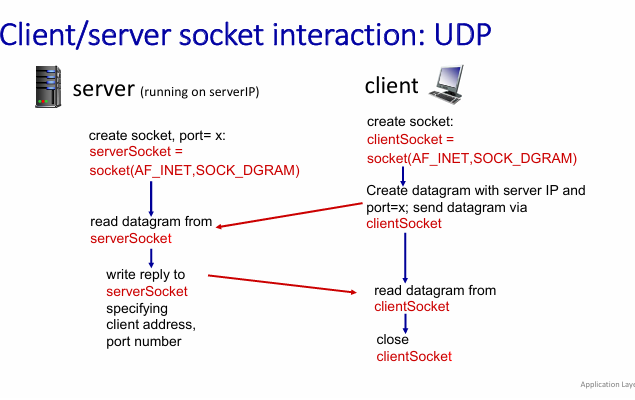 Client/server socket interaction: UDP
server (running on serverIP)
client
create socket, port= x:
serverSocket =
socket(AF_INET,SOCK_DGRAM)
create socket:
clientSocket =
socket(AF_INET,SOCK_DGRAM)
Create datagram with server IP and
port=x; send datagram via
clientSocket
read datagram from
serverSocket
write reply to
serverSocket
specifying
client address,
port number
read datagram from
clientSocket
close
clientSocket
Application Laye